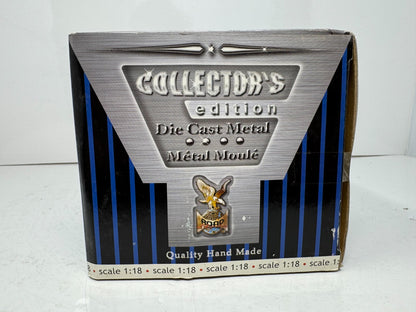 COLLECTOR'S
edition
Die Cast Metal
Métal Moulé
ROAD
Quality Hand Made
8 • scale 1:18 • scale 1:18 • scale 1:18 • scale 1:18 • scale 1:18